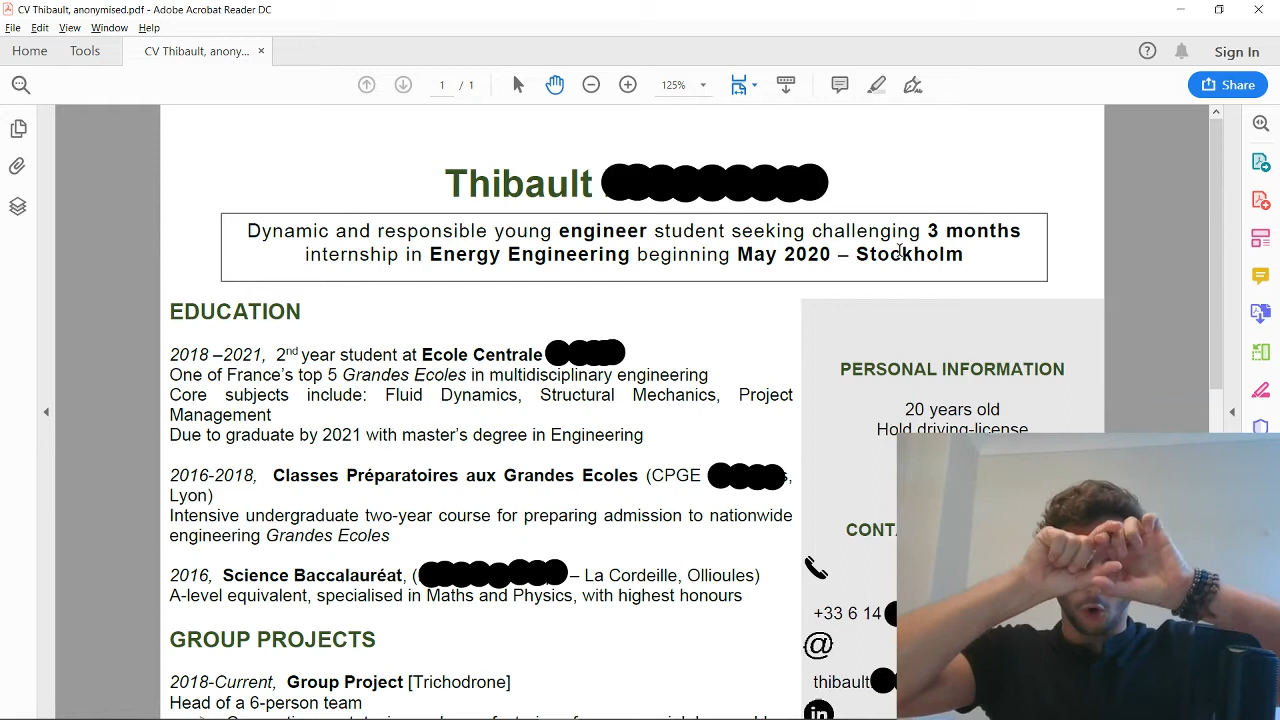 CV Thibault, anonymised.pdf - Adobe Acrobat Reader DC
File Edit View Window Help
Home Tools CV Thibault, anony... × Sign In
1 / 1 125% Share
Thibault
Dynamic and responsible young engineer student seeking challenging 3 months
internship in Energy Engineering beginning May 2020 – Stockholm
EDUCATION
2018 –2021, 2nd year student at Ecole Centrale
One of France's top 5 Grandes Ecoles in multidisciplinary engineering
Core subjects include: Fluid Dynamics, Structural Mechanics, Project
Management
Due to graduate by 2021 with master's degree in Engineering
2016-2018, Classes Préparatoires aux Grandes Ecoles (CPGE ,
Lyon)
Intensive undergraduate two-year course for preparing admission to nationwide
engineering Grandes Ecoles
2016, Science Baccalauréat, ( – La Cordeille, Ollioules)
A-level equivalent, specialised in Maths and Physics, with highest honours
GROUP PROJECTS
2018-Current, Group Project [Trichodrone]
Head of a 6-person team
PERSONAL INFORMATION
20 years old
Hold driving-license
+33 6 14
@
thibault
in